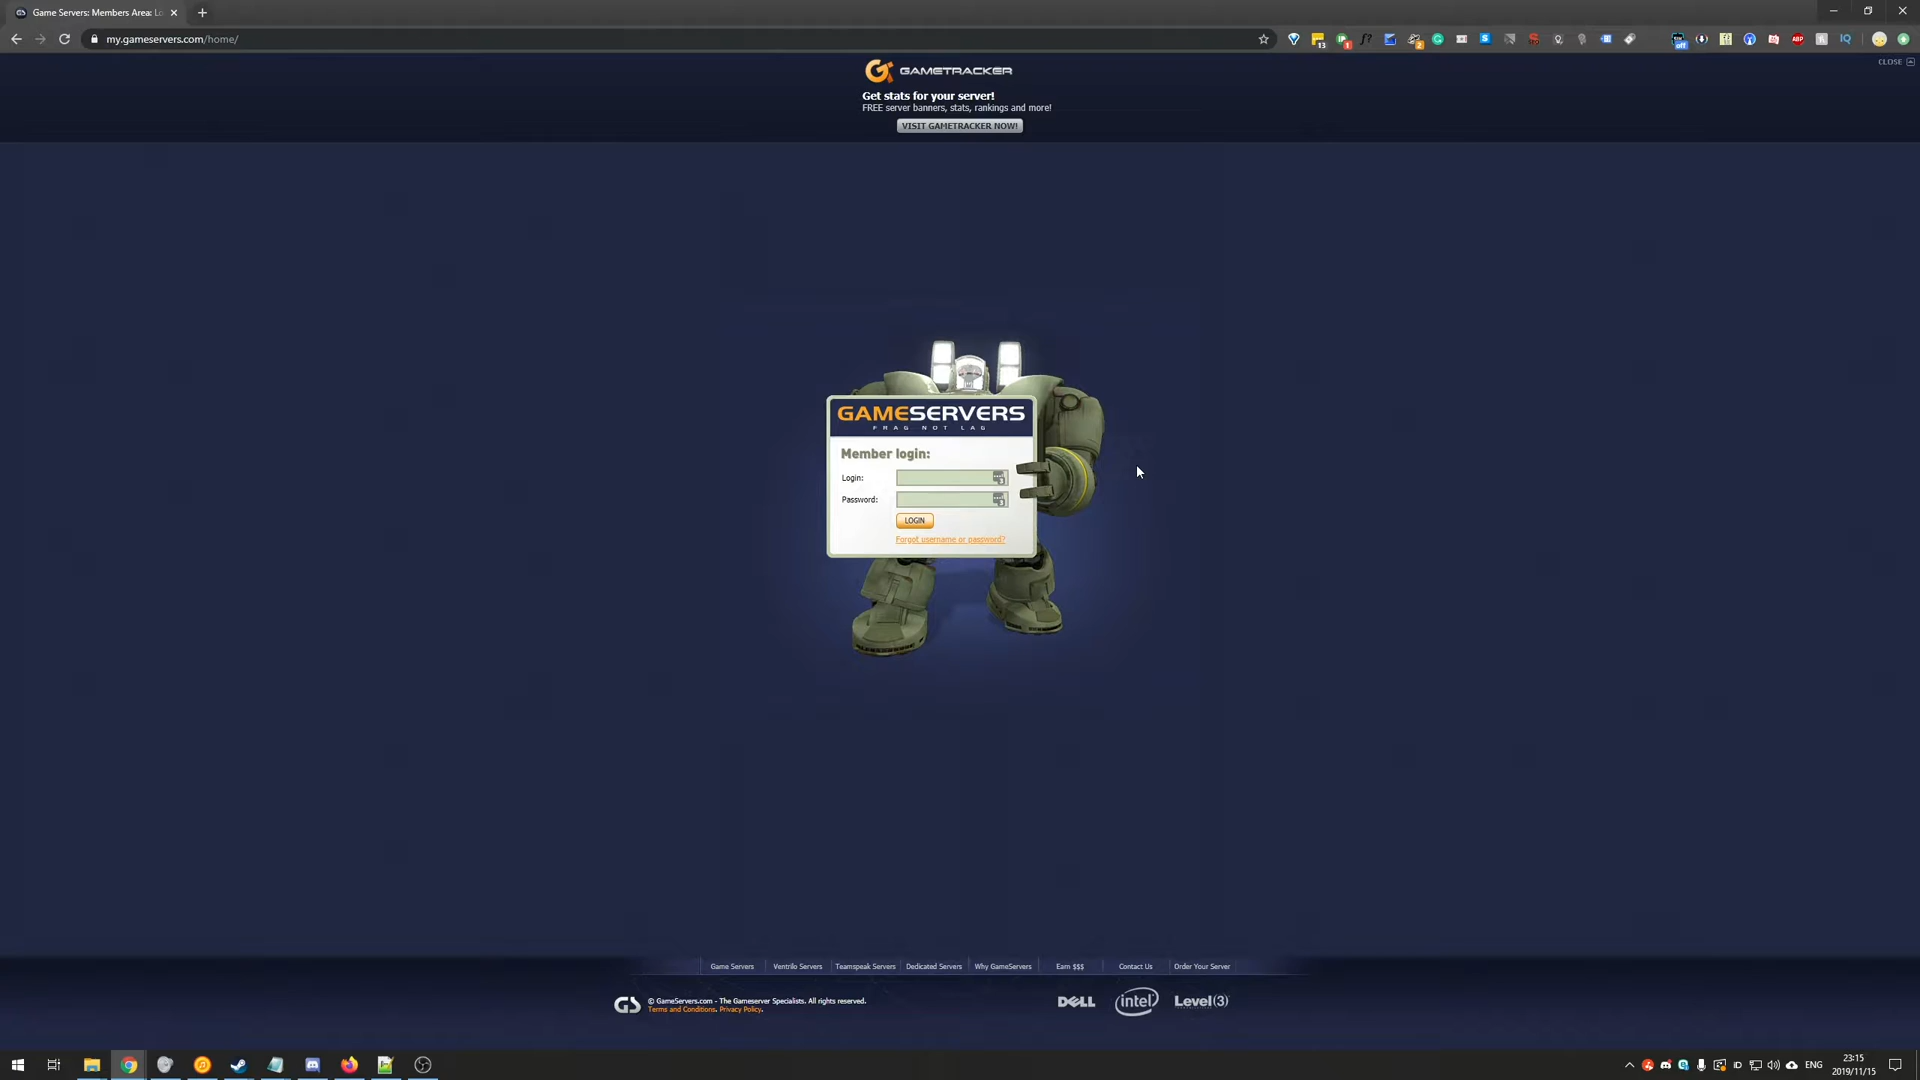 Game Servers: Members Area: Lo
my.gameservers.com/home/
GAMETRACKER
CLOSE
Get stats for your server!
FREE server banners, stats, rankings and more!
VISIT GAMETRACKER NOW!
GAMESERVERS
FRAG NOT LAG
Member login:
Login:
Password:
LOGIN
Forgot username or password?
Game Servers
Ventrilo Servers
Teamspeak Servers
Dedicated Servers
Why GameServers
Earn $$$
Contact Us
Order Your Server
GS
© GameServers.com - The Gameserver Specialists. All rights reserved.
Terms and Conditions. Privacy Policy.
DELL
intel
Level(3)
ENG
23:15
2019/11/15